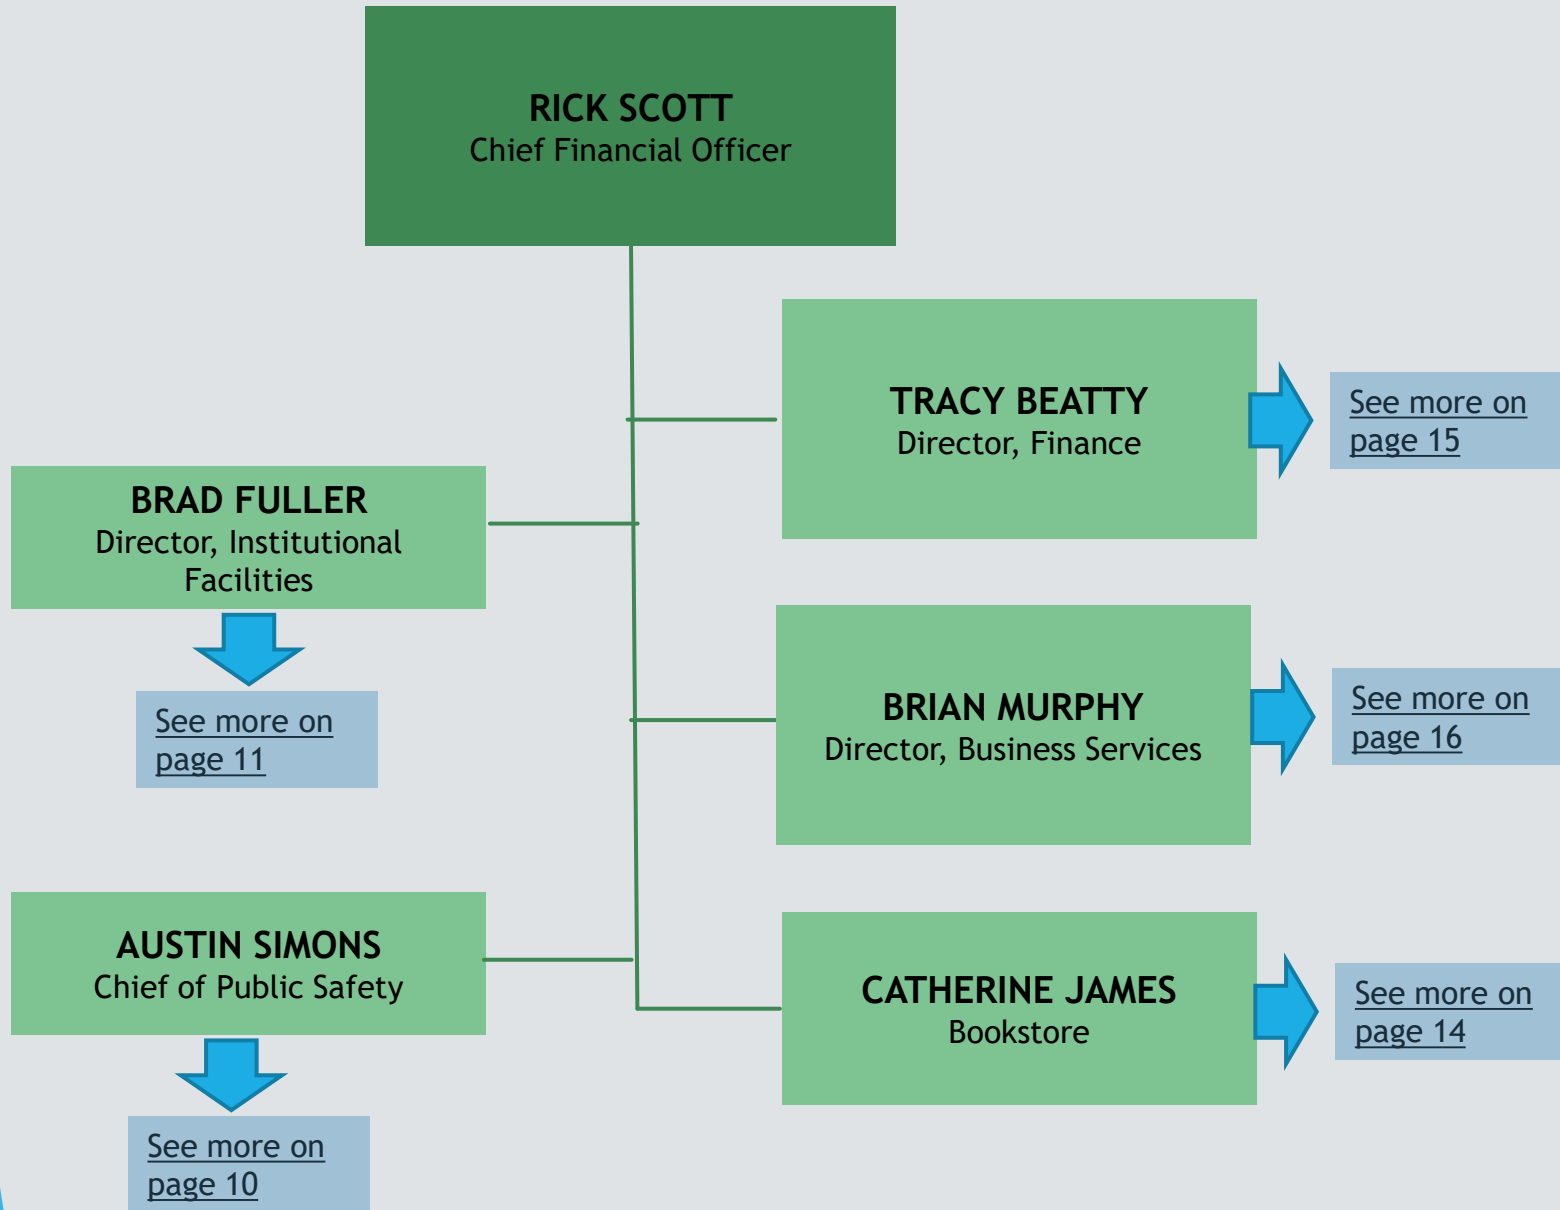 RICK SCOTT
Chief Financial Officer
TRACY BEATTY
Director, Finance
See more on
page 15
BRAD FULLER
Director, Institutional
Facilities
See more on
page 11
BRIAN MURPHY
Director, Business Services
See more on
page 16
AUSTIN SIMONS
Chief of Public Safety
See more on
page 10
CATHERINE JAMES
Bookstore
See more on
page 14